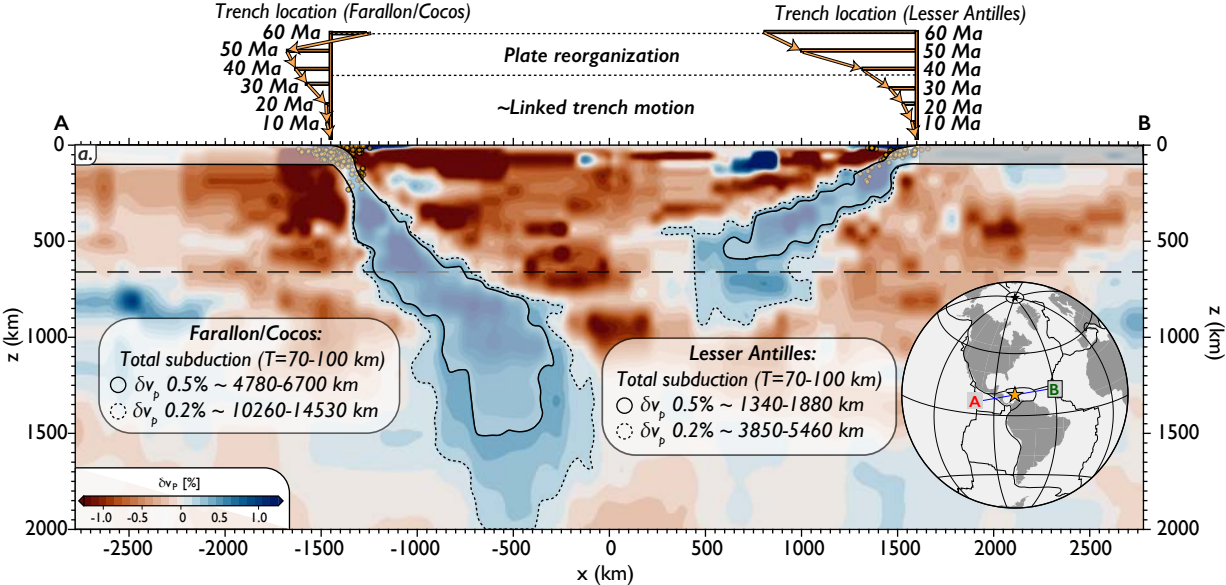 Trench location (Farallon/Cocos)
Trench location (Lesser Antilles)
60 Ma
60 Ma
50 Ma
Plate reorganization
50 Ma
40 Ma
40 Ma
30 Ma
30 Ma
20 Ma
~Linked trench motion
20 Ma
10 Ma
10 Ma
A
B
a.
0
0
500
500
1000
1000
1500
1500
2000
2000
z (km)
z (km)
Farallon/Cocos:
Total subduction (T=70-100 km)
δvp 0.5% ~ 4780-6700 km
δvp 0.2% ~ 10260-14530 km
Lesser Antilles:
Total subduction (T=70-100 km)
δvp 0.5% ~ 1340-1880 km
δvp 0.2% ~ 3850-5460 km
A
B
δvP [%]
-1.0 -0.5 0 0.5 1.0
-2500 -2000 -1500 -1000 -500 0 500 1000 1500 2000 2500
x (km)